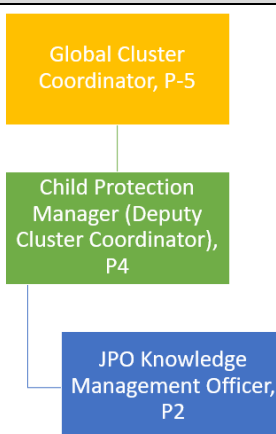 Global Cluster
Coordinator, P-5
Child Protection
Manager (Deputy
Cluster Coordinator),
P4
JPO Knowledge
Management Officer,
P2